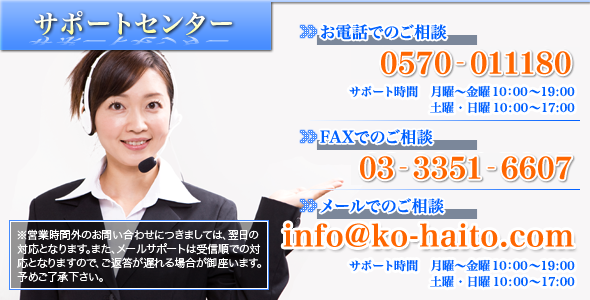 サポートセンター
お電話でのご相談
0570-011180
サポート時間　月曜～金曜 10:00～19:00
土曜・日曜 10:00～17:00
FAXでのご相談
03-3351-6607
メールでのご相談
info@ko-haito.com
サポート時間　月曜～金曜 10:00～19:00
土曜・日曜 10:00～17:00
※営業時間外のお問い合わせにつきましては、翌日の
対応となります。また、メールサポートは受信順での対
応となりますので、ご返答が遅れる場合が御座います。
予めご了承下さい。